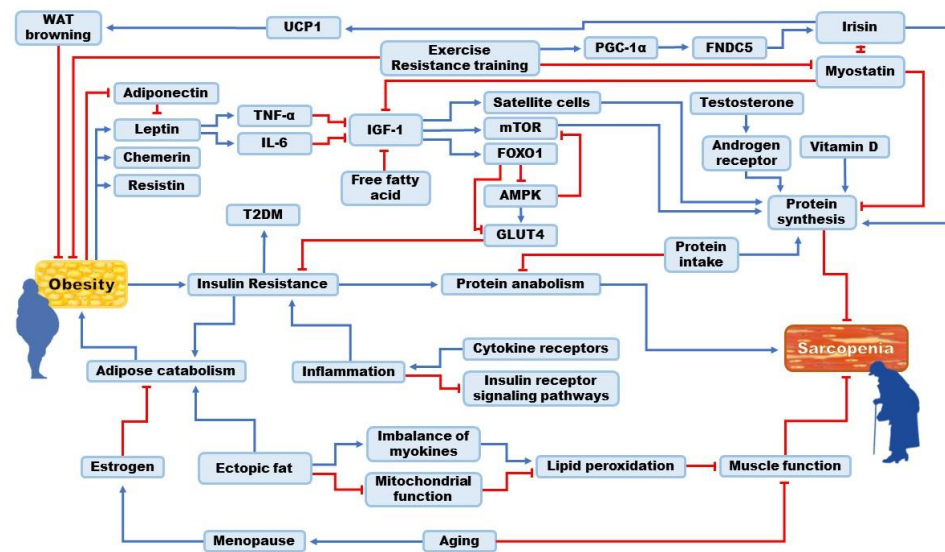 WAT
browning
UCP1
Irisin
Exercise
Resistance training
PGC-1α
FNDC5
Myostatin
Adiponectin
Leptin
Chemerin
Resistin
TNF-α
IL-6
IGF-1
Free fatty
acid
Satellite cells
mTOR
FOXO1
AMPK
GLUT4
Testosterone
Androgen
receptor
Vitamin D
Protein
synthesis
T2DM
Protein
intake
Obesity
Insulin Resistance
Protein anabolism
Sarcopenia
Adipose catabolism
Inflammation
Cytokine receptors
Insulin receptor
signaling pathways
Estrogen
Ectopic fat
Imbalance of
myokines
Mitochondrial
function
Lipid peroxidation
Muscle function
Menopause
Aging